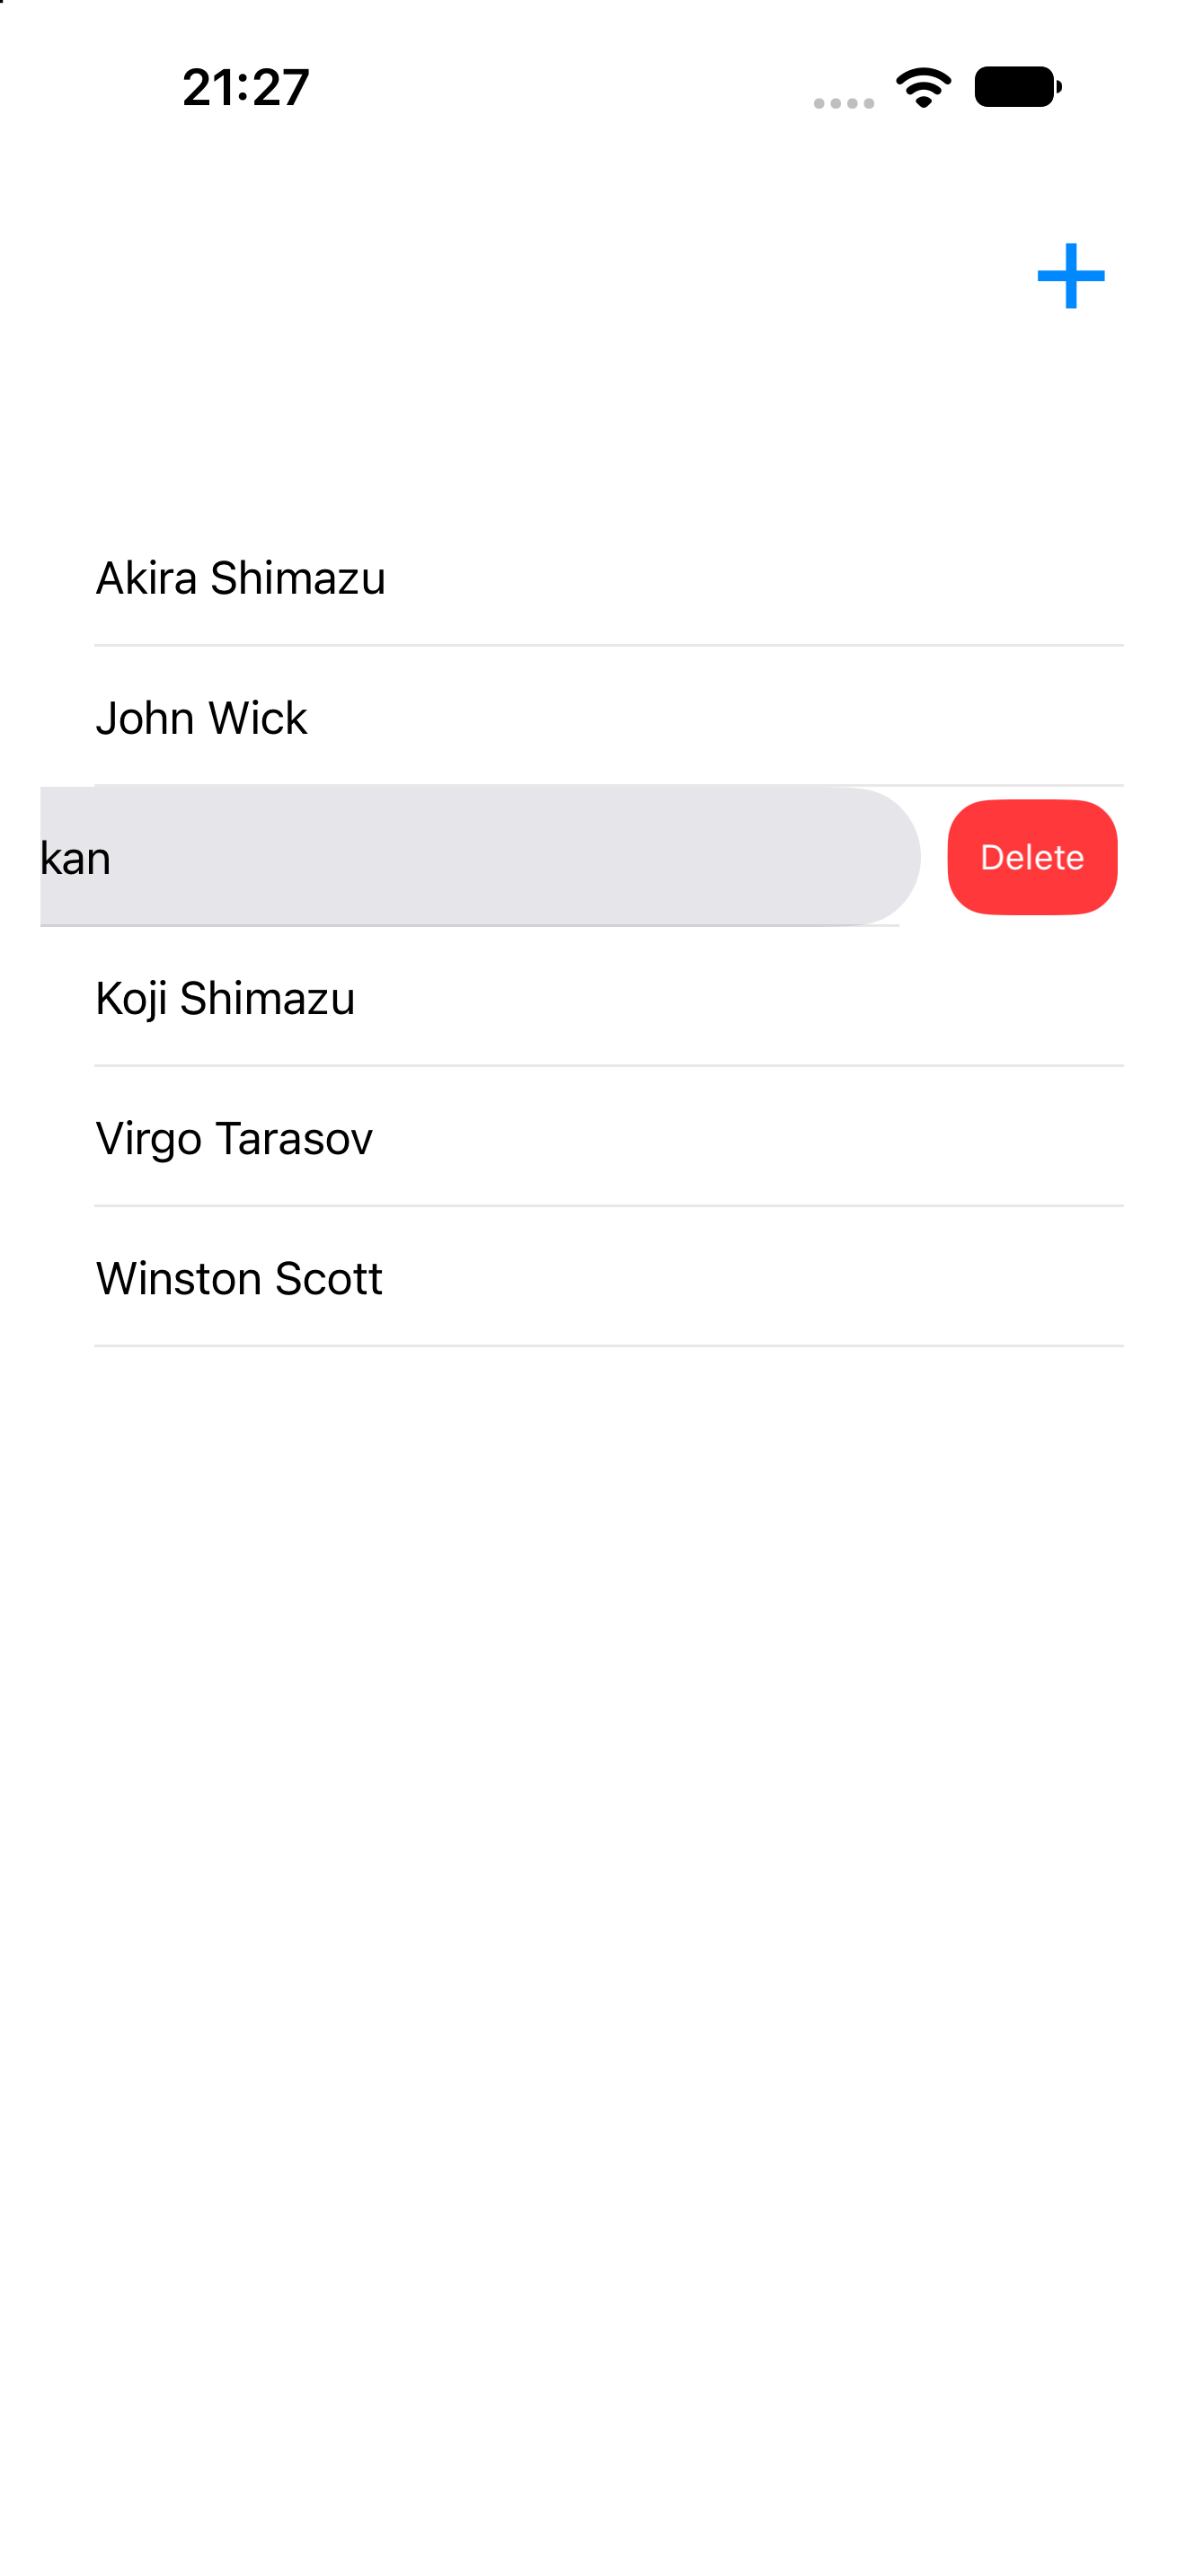 21:27
+
Akira Shimazu
John Wick
kan
Delete
Koji Shimazu
Virgo Tarasov
Winston Scott